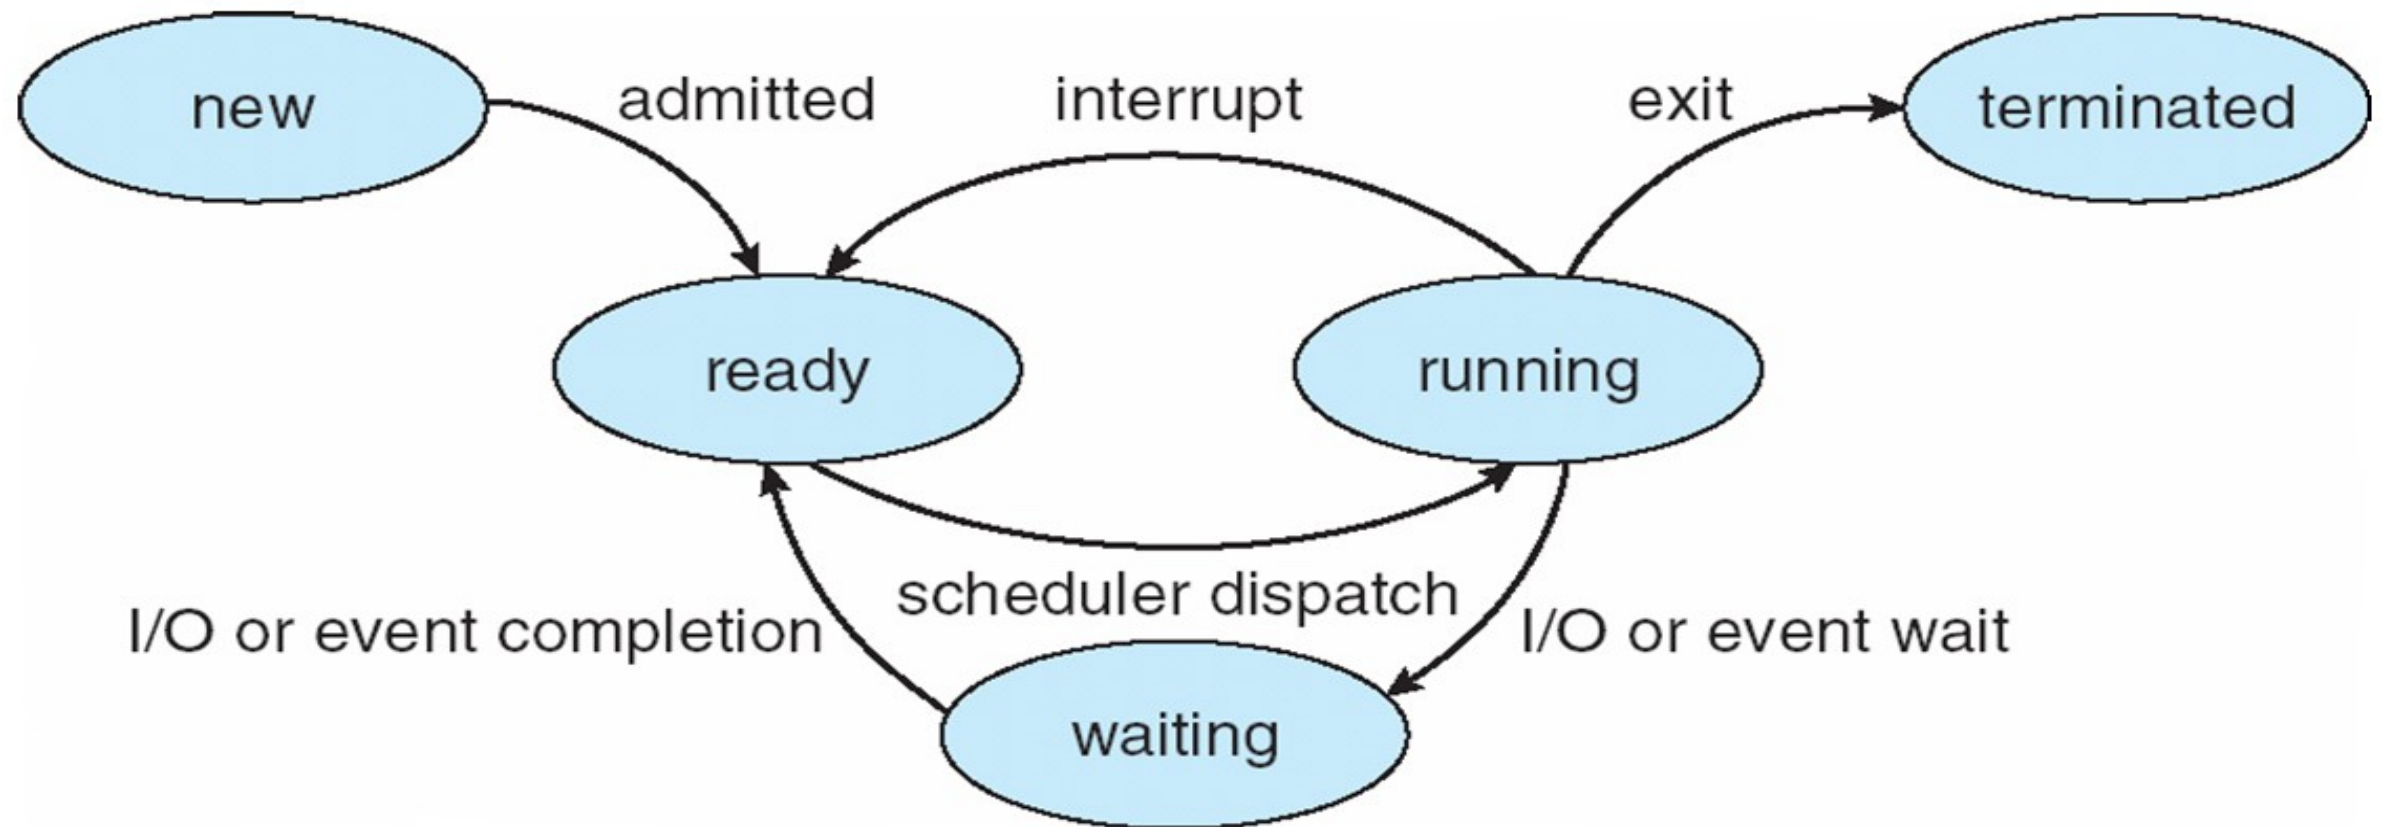 new
admitted
interrupt
exit
terminated
ready
running
scheduler dispatch
I/O or event completion
I/O or event wait
waiting